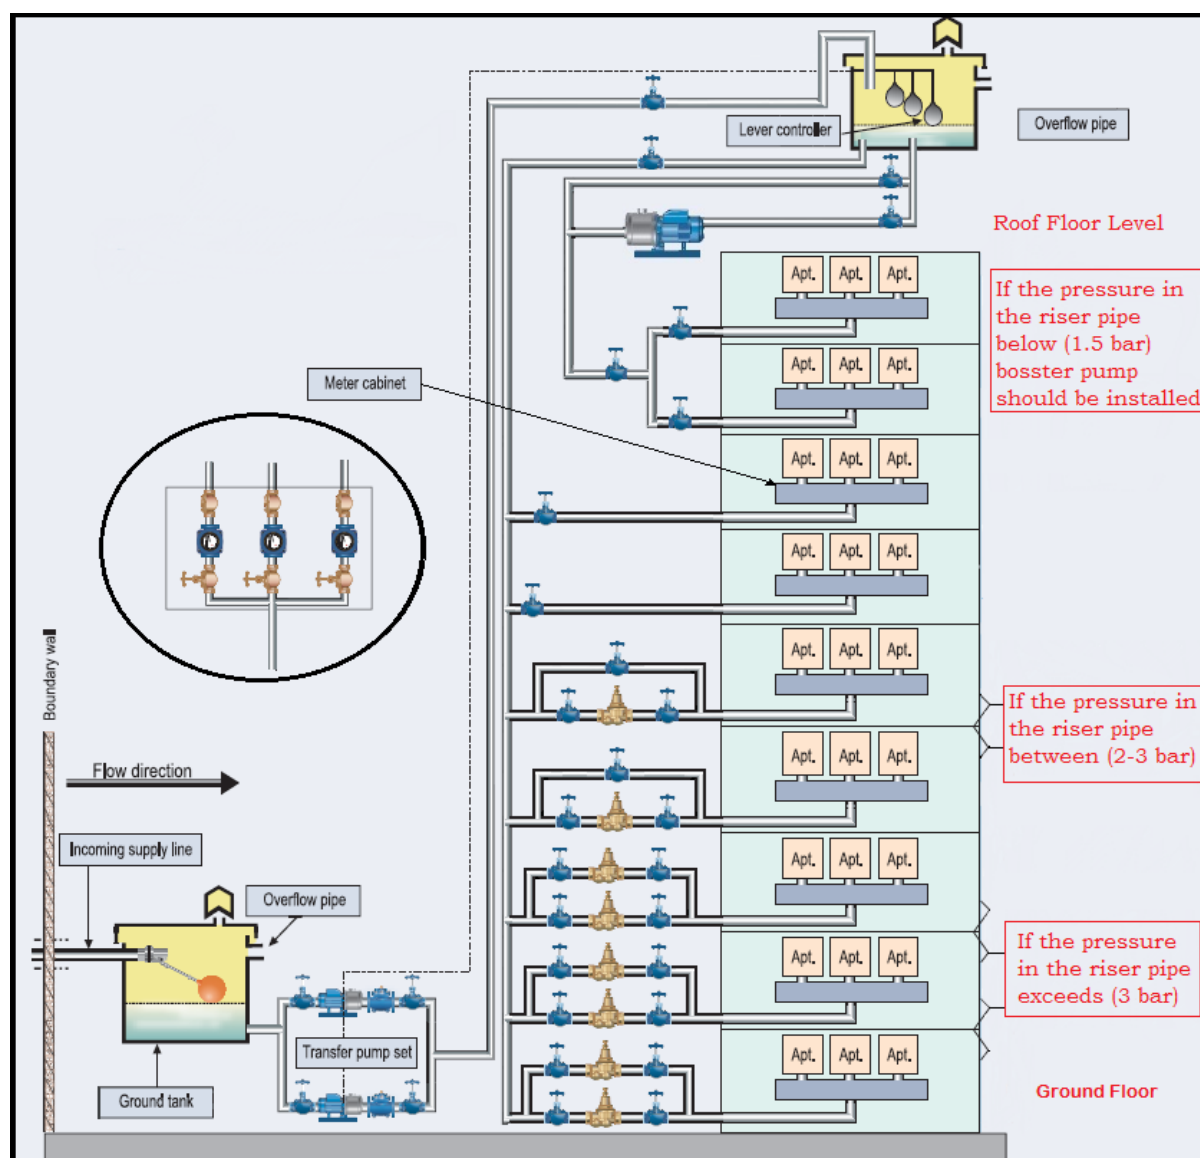 Lever controller
Overflow pipe
Roof Floor Level
Apt. Apt. Apt.
If the pressure in
the riser pipe
below (1.5 bar)
bosster pump
should be installed
Apt. Apt. Apt.
Meter cabinet
Apt. Apt. Apt.
Apt. Apt. Apt.
Boundary wall
Apt. Apt. Apt.
If the pressure in
the riser pipe
between (2-3 bar)
Apt. Apt. Apt.
Flow direction
Incoming supply line
Apt. Apt. Apt.
Overflow pipe
If the pressure
in the riser pipe
exceeds (3 bar)
Apt. Apt. Apt.
Transfer pump set
Apt. Apt. Apt.
Ground tank
Ground Floor